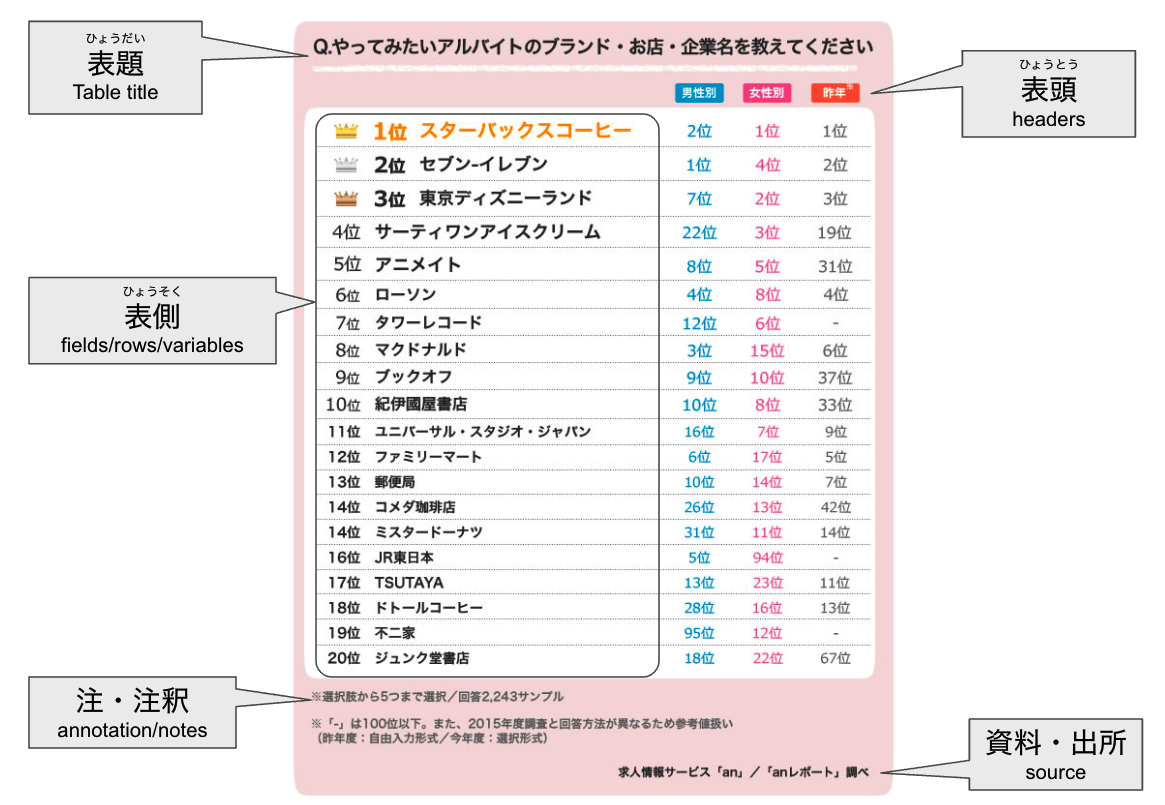 ひょうだい
表題
Table title
Q.やってみたいアルバイトのブランド・お店・企業名を教えてください
ひょうとう
表頭
headers
男性別 女性別 昨年※
1位 スターバックスコーヒー 2位 1位 1位
2位 セブン-イレブン 1位 4位 2位
3位 東京ディズニーランド 7位 2位 3位
4位 サーティワンアイスクリーム 22位 3位 19位
5位 アニメイト 8位 5位 31位
ひょうそく
表側
fields/rows/variables
6位 ローソン 4位 8位 4位
7位 タワーレコード 12位 6位 -
8位 マクドナルド 3位 15位 6位
9位 ブックオフ 9位 10位 37位
10位 紀伊國屋書店 10位 8位 33位
11位 ユニバーサル・スタジオ・ジャパン 16位 7位 9位
12位 ファミリーマート 6位 17位 5位
13位 郵便局 10位 14位 7位
14位 コメダ珈琲店 26位 13位 42位
14位 ミスタードーナツ 31位 11位 14位
16位 JR東日本 5位 94位 -
17位 TSUTAYA 13位 23位 11位
18位 ドトールコーヒー 28位 16位 13位
19位 不二家 95位 12位 -
20位 ジュンク堂書店 18位 22位 67位
注・注釈
annotation/notes
※選択肢から5つまで選択／回答2,243サンプル
※「-」は100位以下。また、2015年度調査と回答方法が異なるため参考値扱い
（昨年度：自由入力形式／今年度：選択形式）
資料・出所
source
求人情報サービス「an」／「anレポート」調べ